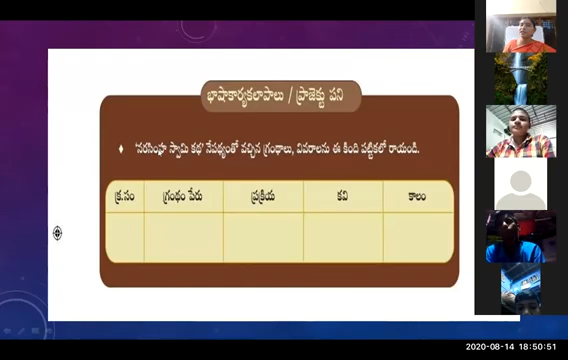 భాషాకార్యకలాపాలు / ప్రాజెక్టు పని
♦ 'నరసింహ స్వామి కథ' నేపథ్యంతో వచ్చిన గ్రంథాలు, వివరాలను ఈ కింది పట్టికలో రాయండి.
క్ర.సం గ్రంథం పేరు ప్రక్రియ కవి కాలం
2020-08-14 18:50:51